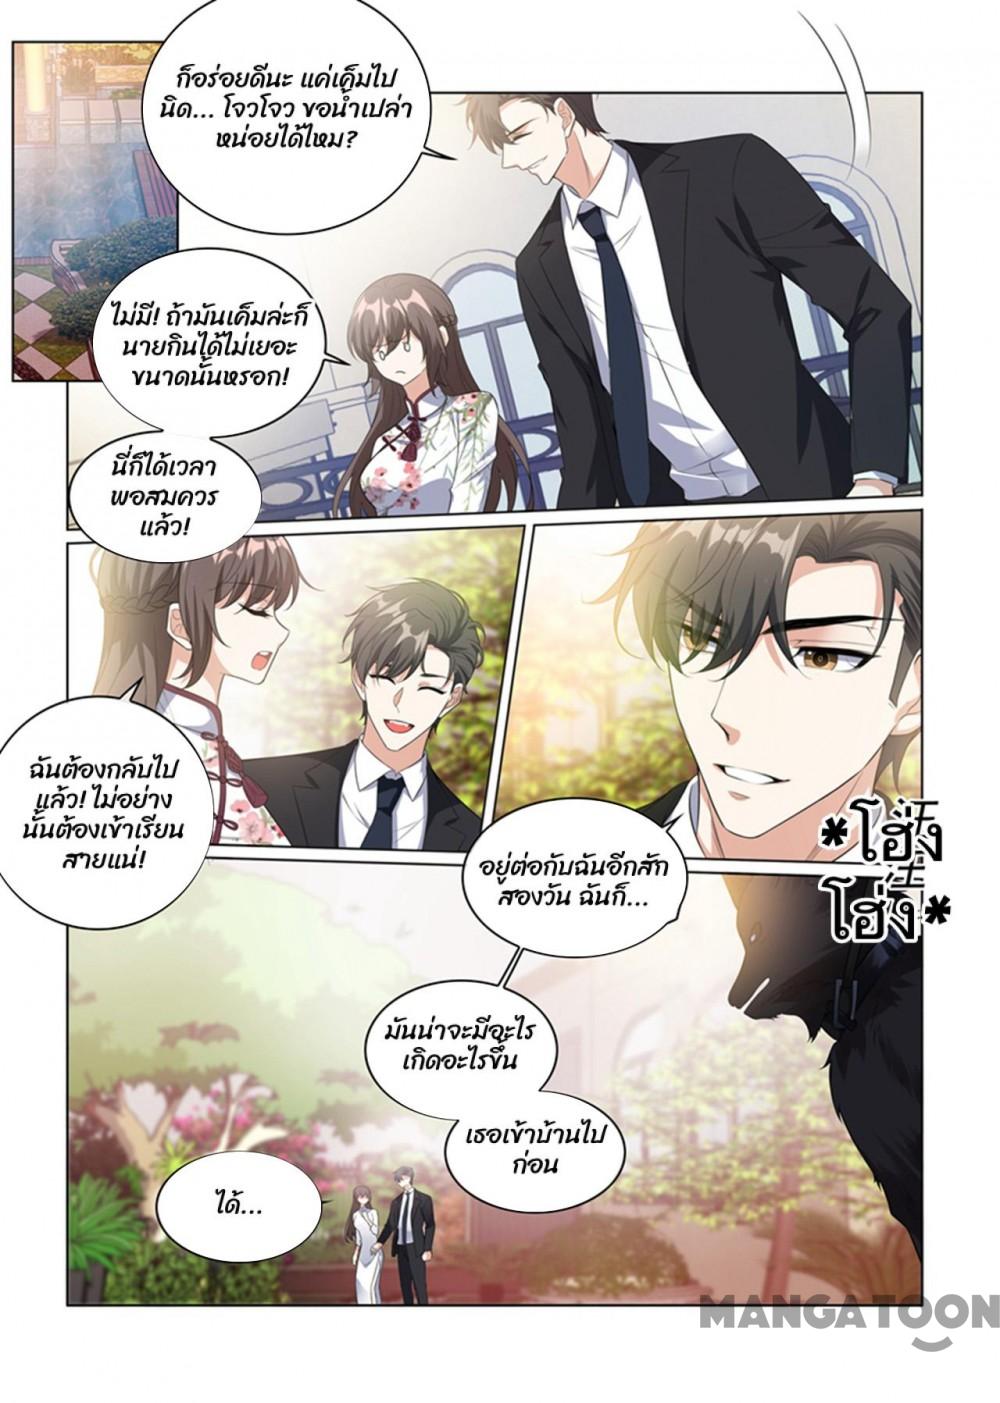 ก็อร่อยดีนะ แค่เค็มไป
นิด... โจวโจว ขอน้ำเปล่า
หน่อยได้ไหม?
ไม่มี! ถ้ามันเค็มล่ะก็
นายกินได้ไม่เยอะ
ขนาดนั้นหรอก!
นี่ก็ได้เวลา
พอสมควร
แล้ว!
ฉันต้องกลับไป
แล้ว! ไม่อย่าง
นั้นต้องเข้าเรียน
สายแน่!
อยู่ต่อกับฉันอีกสัก
สองวัน ฉันก็...
*โฮ่ง
โฮ่ง*
มันน่าจะมีอะไร
เกิดอะไรขึ้น
เธอเข้าบ้านไป
ก่อน
ได้...
MANGATOON